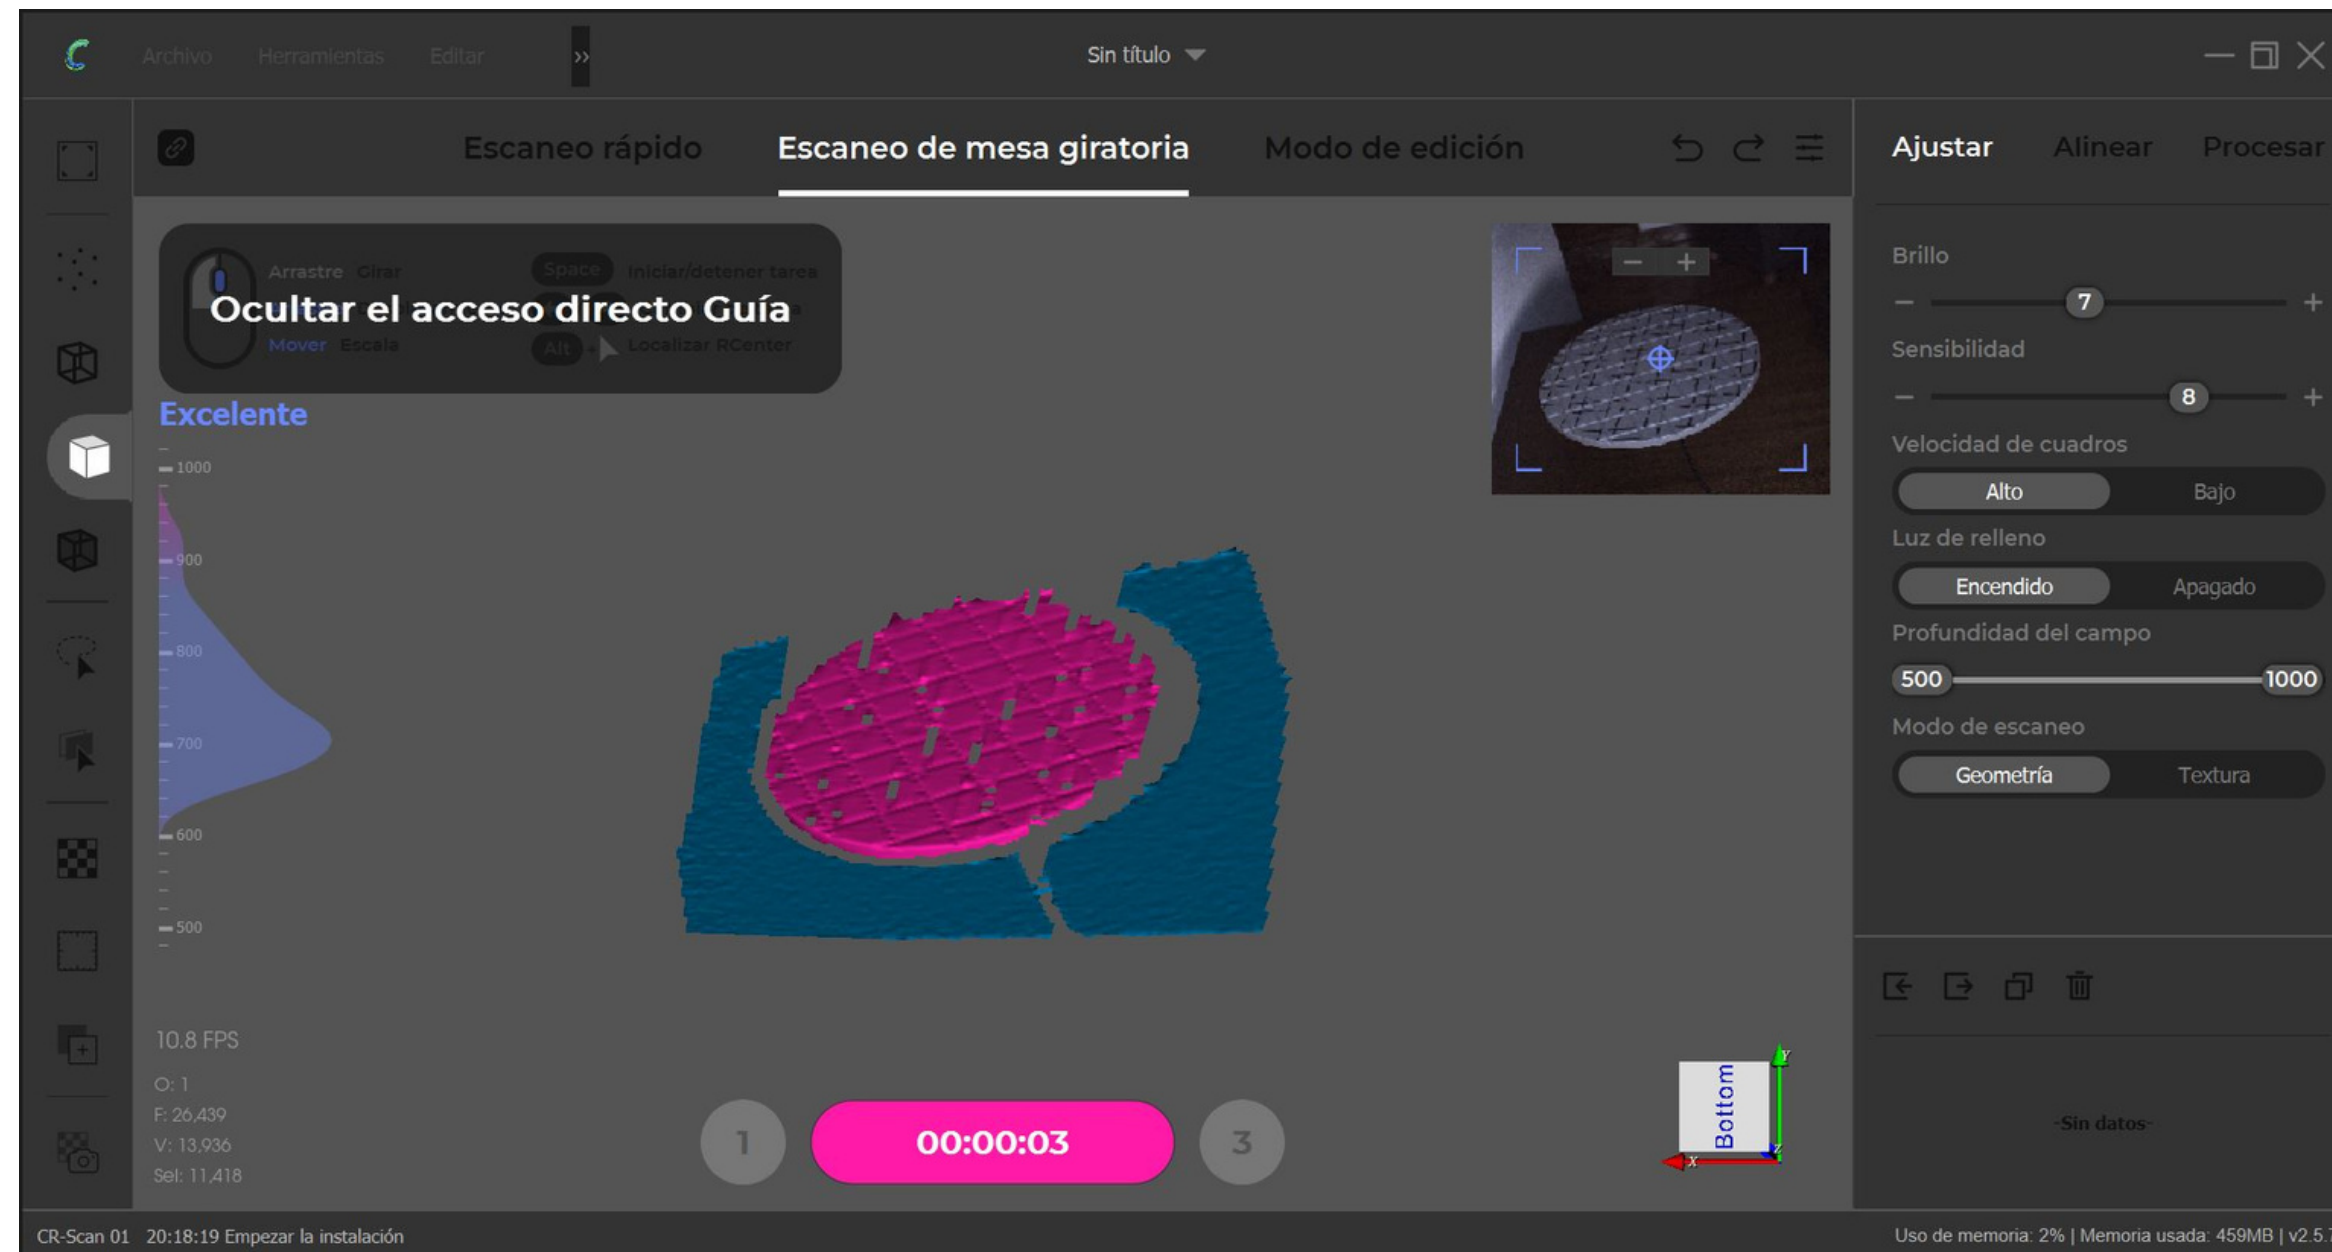 Archivo Herramientas Editar » Sin título
Escaneo rápido Escaneo de mesa giratoria Modo de edición Ajustar Alinear Procesar
Arrastre Girar Space Iniciar/detener tarea
Ocultar el acceso directo Guía
Mover Escala Alt + Localizar RCenter
Excelente
1000
900
800
700
600
500
10.8 FPS
O: 1
F: 26,439
V: 13,936
Sel: 11,418
1 00:00:03 3
Bottom
Y
X
Z
Brillo
− 7 +
Sensibilidad
− 8 +
Velocidad de cuadros
Alto Bajo
Luz de relleno
Encendido Apagado
Profundidad del campo
500 1000
Modo de escaneo
Geometría Textura
-Sin datos-
CR-Scan 01 20:18:19 Empezar la instalación Uso de memoria: 2% | Memoria usada: 459MB | v2.5.7